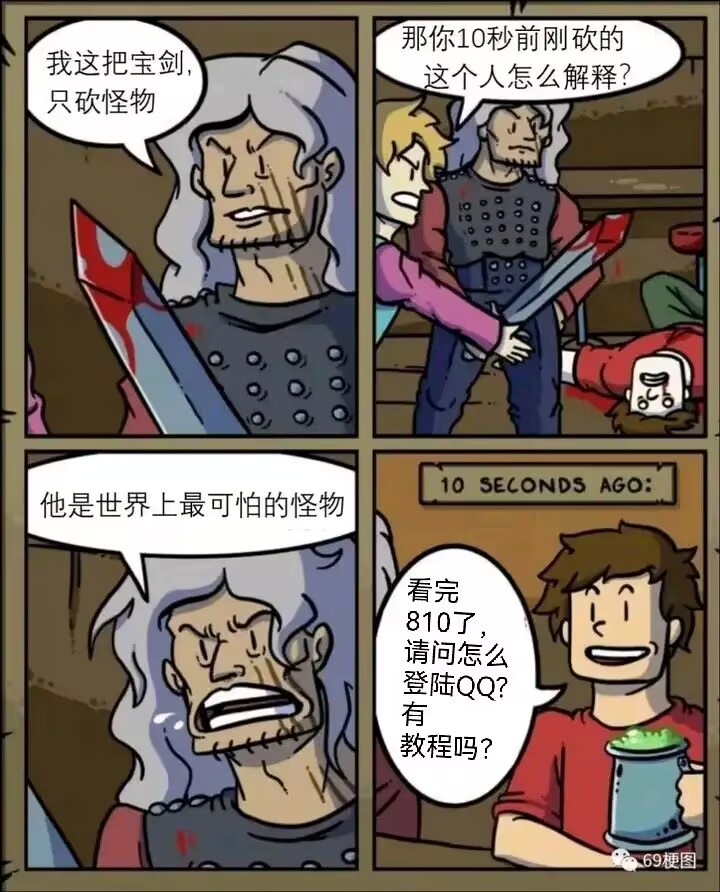 我这把宝剑,
只砍怪物
那你10秒前刚砍的
这个人怎么解释?
他是世界上最可怕的怪物
10 SECONDS AGO:
看完
810了,
请问怎么
登陆QQ?
有
教程吗?
69梗图